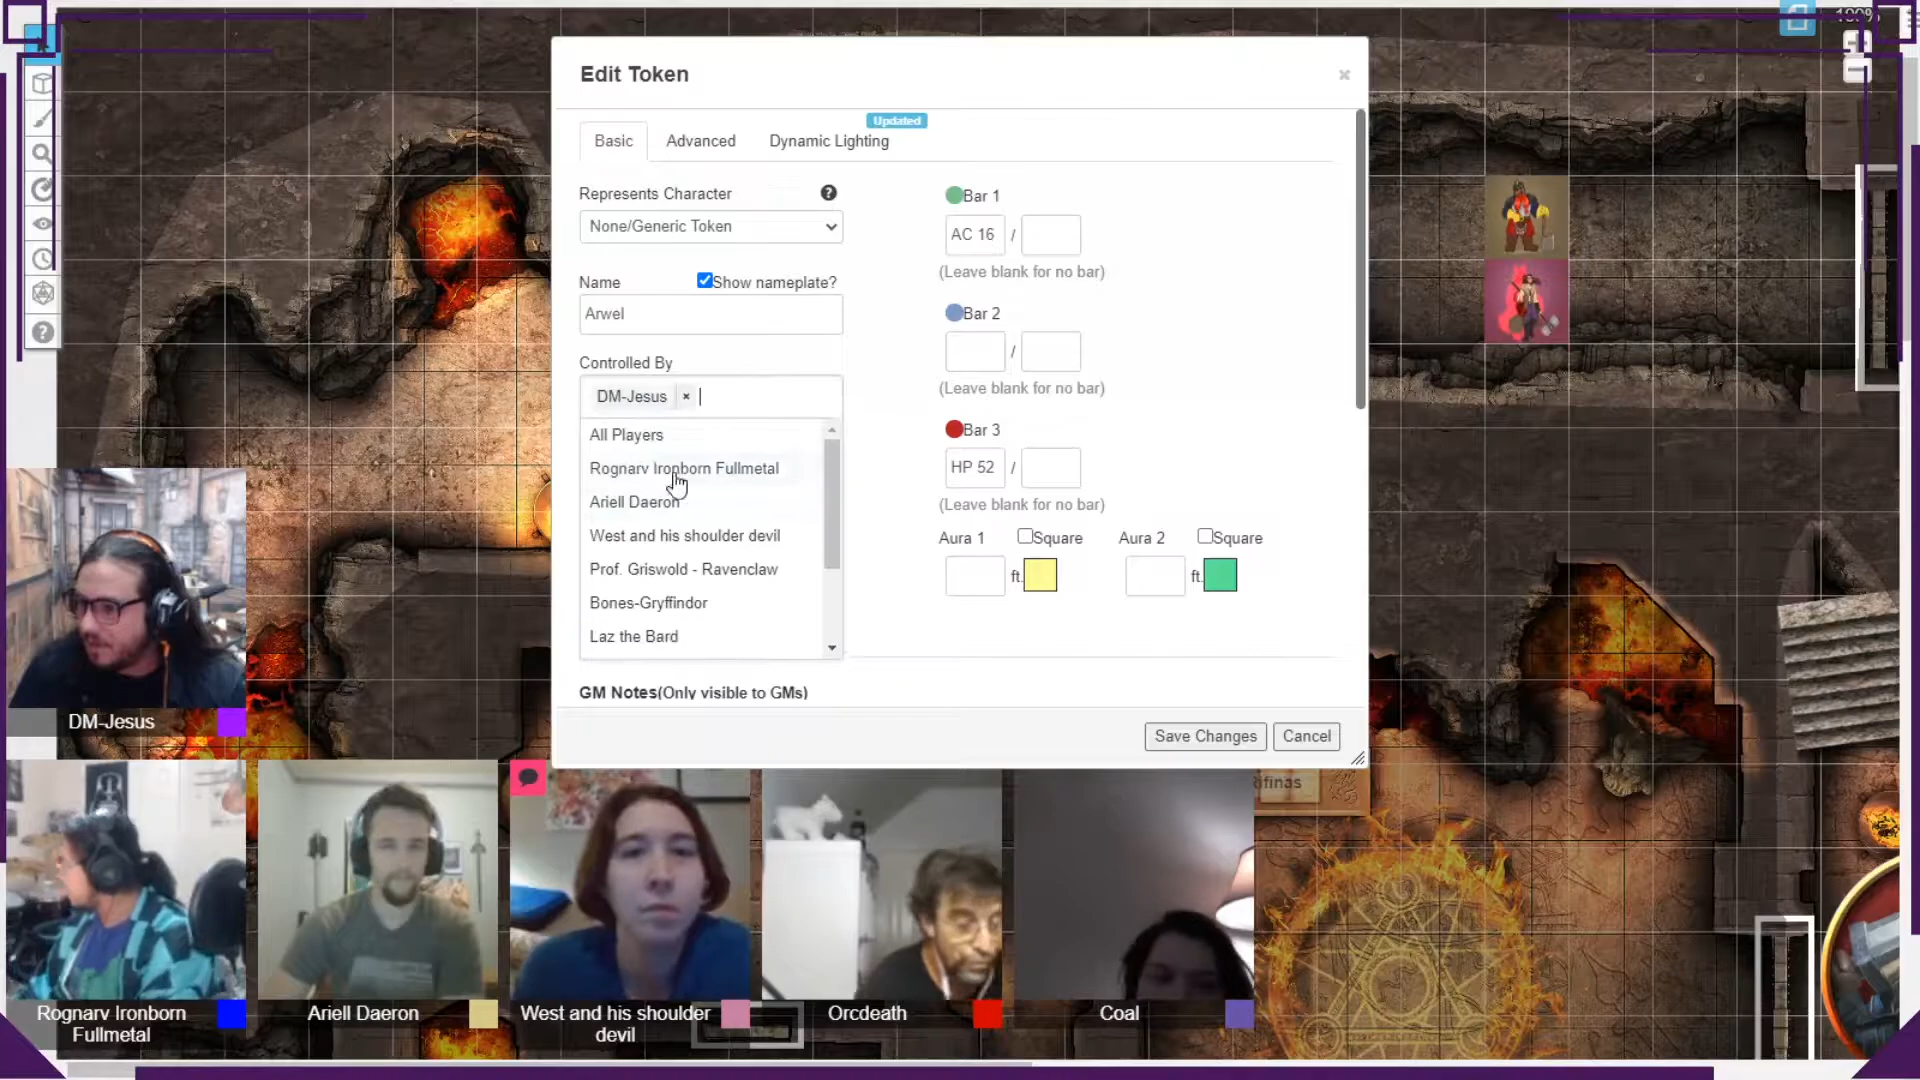 100%
Edit Token
×
Updated
Basic
Advanced
Dynamic Lighting
Represents Character
None/Generic Token
Name
Show nameplate?
Arwel
Controlled By
DM-Jesus ×
All Players
Rognarv Ironborn Fullmetal
Ariell Daeron
West and his shoulder devil
Prof. Griswold - Ravenclaw
Bones-Gryffindor
Laz the Bard
Bar 1
AC 16 /
(Leave blank for no bar)
Bar 2
/
(Leave blank for no bar)
Bar 3
HP 52 /
(Leave blank for no bar)
Aura 1
Square
Aura 2
Square
ft.
ft.
GM Notes(Only visible to GMs)
Save Changes
Cancel
DM-Jesus
Rognarv Ironborn
Fullmetal
Ariell Daeron
West and his shoulder
devil
Orcdeath
Coal